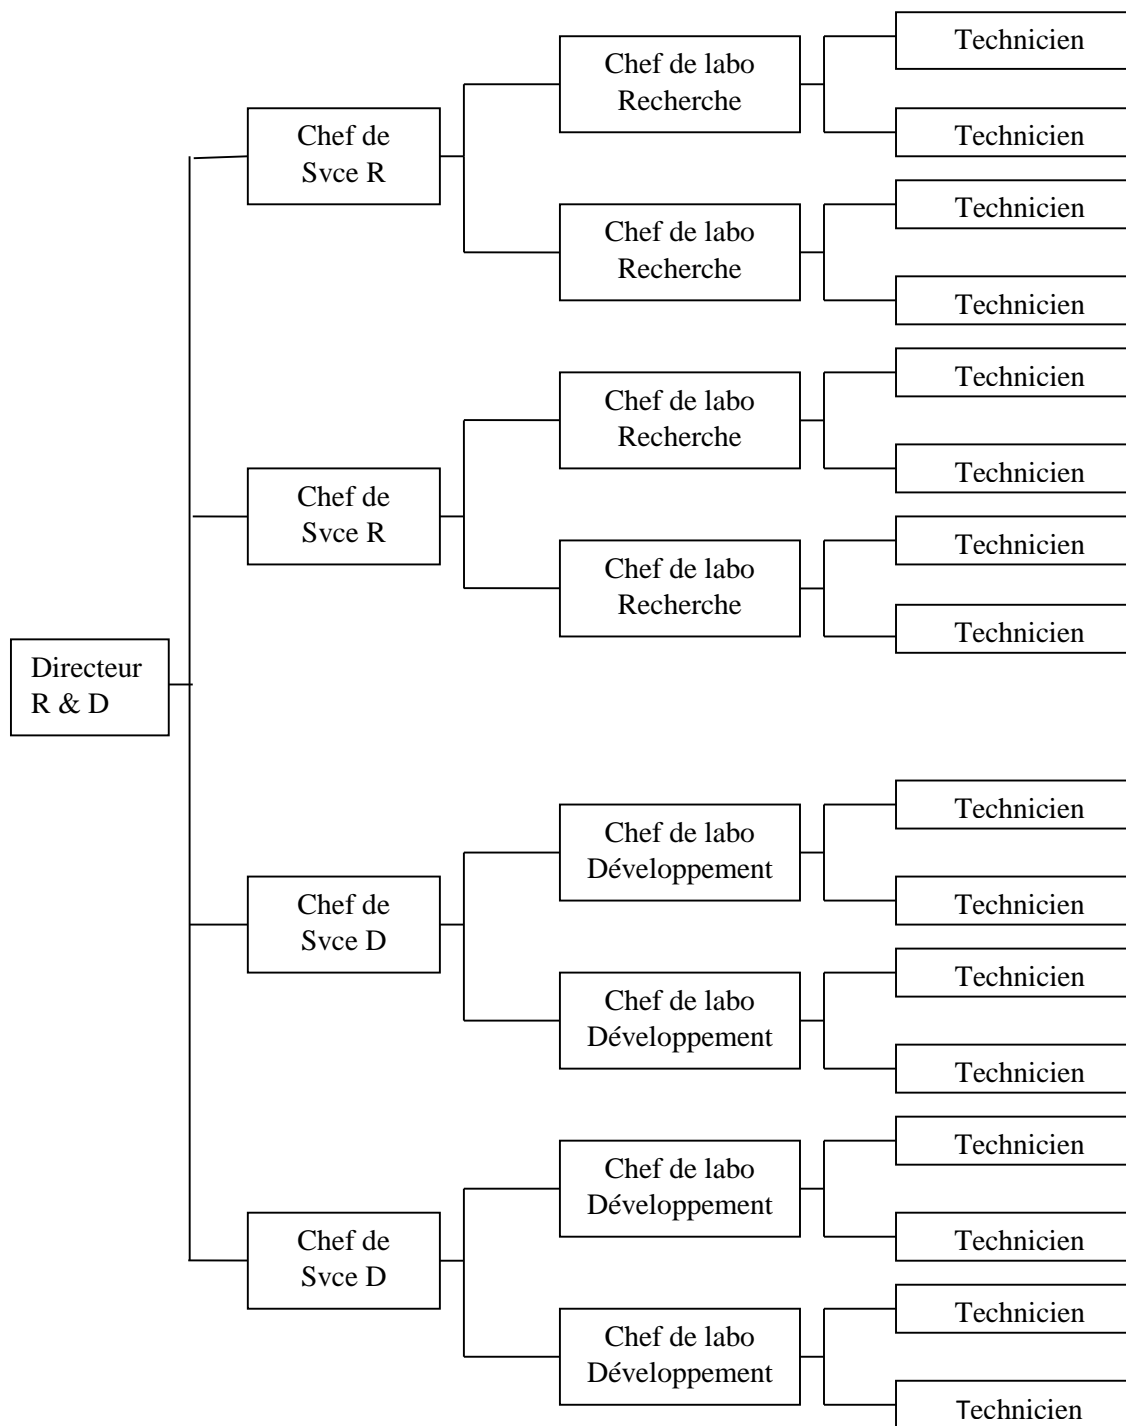 Technicien
Chef de labo
Recherche
Technicien
Chef de
Svce R
Technicien
Chef de labo
Recherche
Technicien
Technicien
Chef de labo
Recherche
Technicien
Chef de
Svce R
Technicien
Chef de labo
Recherche
Technicien
Directeur
R & D
Technicien
Chef de labo
Développement
Technicien
Chef de
Svce D
Technicien
Chef de labo
Développement
Technicien
Technicien
Chef de labo
Développement
Technicien
Chef de
Svce D
Technicien
Chef de labo
Développement
Technicien